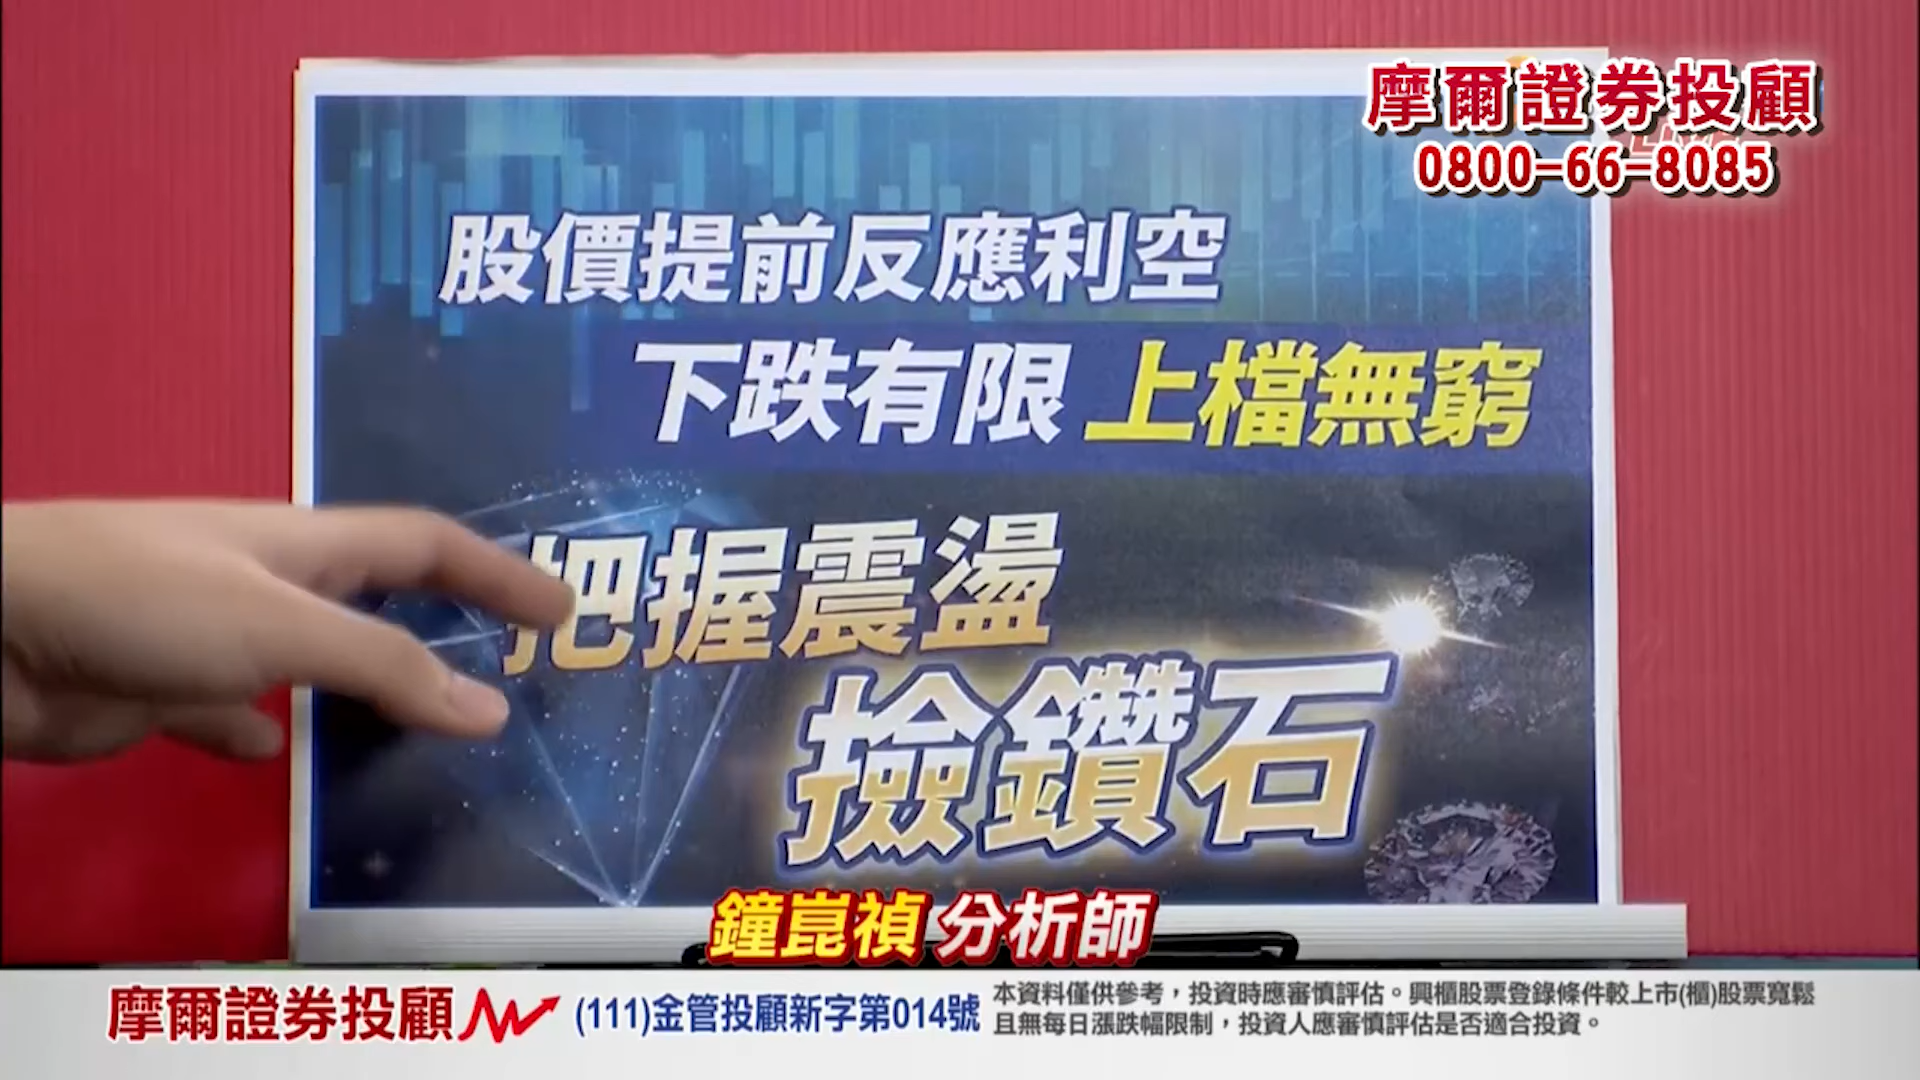 摩爾證券投顧
0800-66-8085
股價提前反應利空
下跌有限 上檔無窮
把握震盪
撿鑽石
鐘崑禎 分析師
摩爾證券投顧 (111)金管投顧新字第014號
本資料僅供參考，投資時應審慎評估。興櫃股票登錄條件較上市(櫃)股票寬鬆
且無每日漲跌幅限制，投資人應審慎評估是否適合投資。